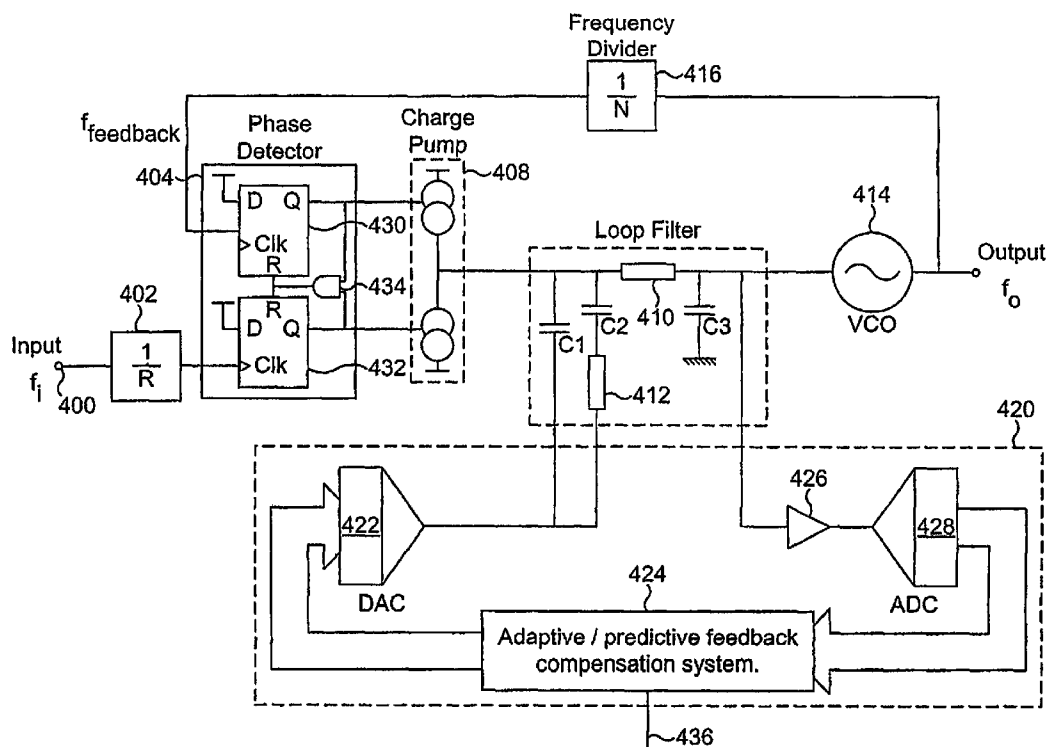 Frequency
Divider
1
N
416
f feedback
Phase
Detector
Charge
Pump
404
408
D Q
430
Clk
R
434
R
D Q
Clk
432
402
1
R
Input
f i
400
Loop Filter
C1
C2
410
C3
412
414
VCO
Output
f o
420
422
DAC
426
428
ADC
424
Adaptive / predictive feedback
compensation system.
436